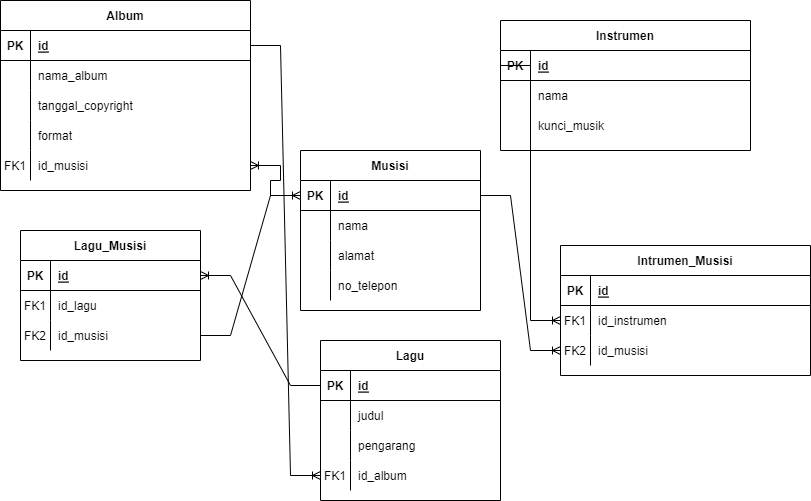 Album
PK id
nama_album
tanggal_copyright
format
FK1 id_musisi
Instrumen
PK id
nama
kunci_musik
Musisi
PK id
nama
alamat
no_telepon
Lagu_Musisi
PK id
FK1 id_lagu
FK2 id_musisi
Intrumen_Musisi
PK id
FK1 id_instrumen
FK2 id_musisi
Lagu
PK id
judul
pengarang
FK1 id_album